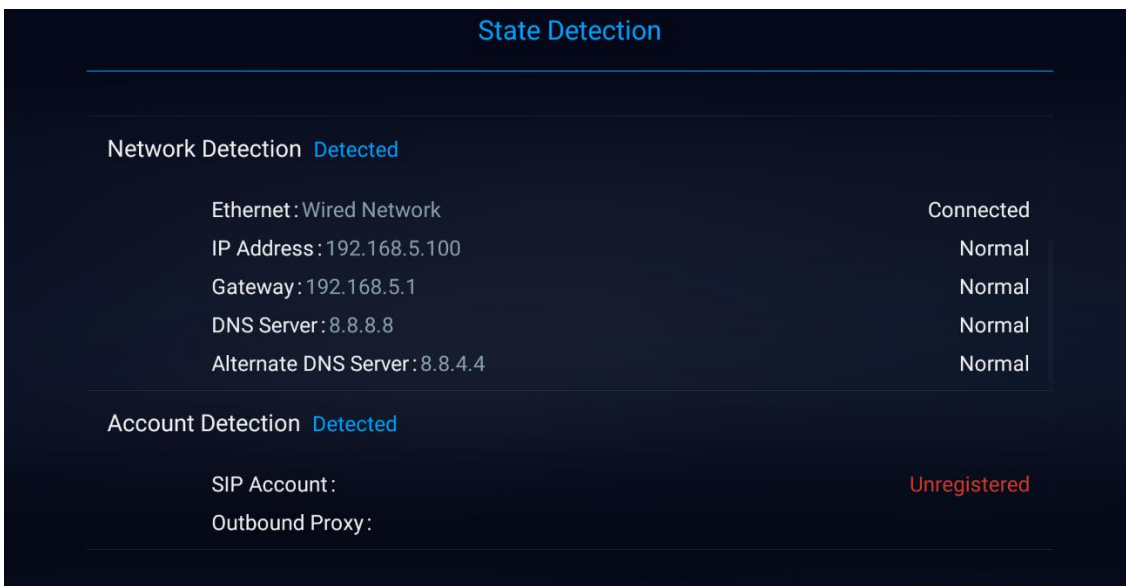 State Detection
Network Detection Detected
Ethernet: Wired Network Connected
IP Address: 192.168.5.100 Normal
Gateway: 192.168.5.1 Normal
DNS Server: 8.8.8.8 Normal
Alternate DNS Server: 8.8.4.4 Normal
Account Detection Detected
SIP Account: Unregistered
Outbound Proxy: